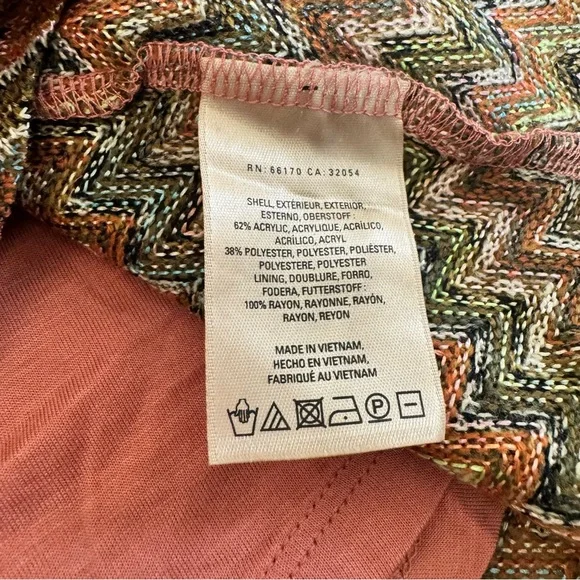 RN: 66170 CA: 32054
SHELL, EXTÉRIEUR, EXTERIOR,
ESTERNO, OBERSTOFF:
62% ACRYLIC, ACRYLIQUE, ACRÍLICO,
ACRÍLICO, ACRYL
38% POLYESTER, POLYESTER, POLIÉSTER,
POLYESTERE, POLYESTER
LINING, DOUBLURE, FORRO,
FODERA, FUTTERSTOFF:
100% RAYON, RAYONNE, RAYÓN,
RAYON, REYON
MADE IN VIETNAM,
HECHO EN VIETNAM,
FABRIQUÉ AU VIETNAM
P